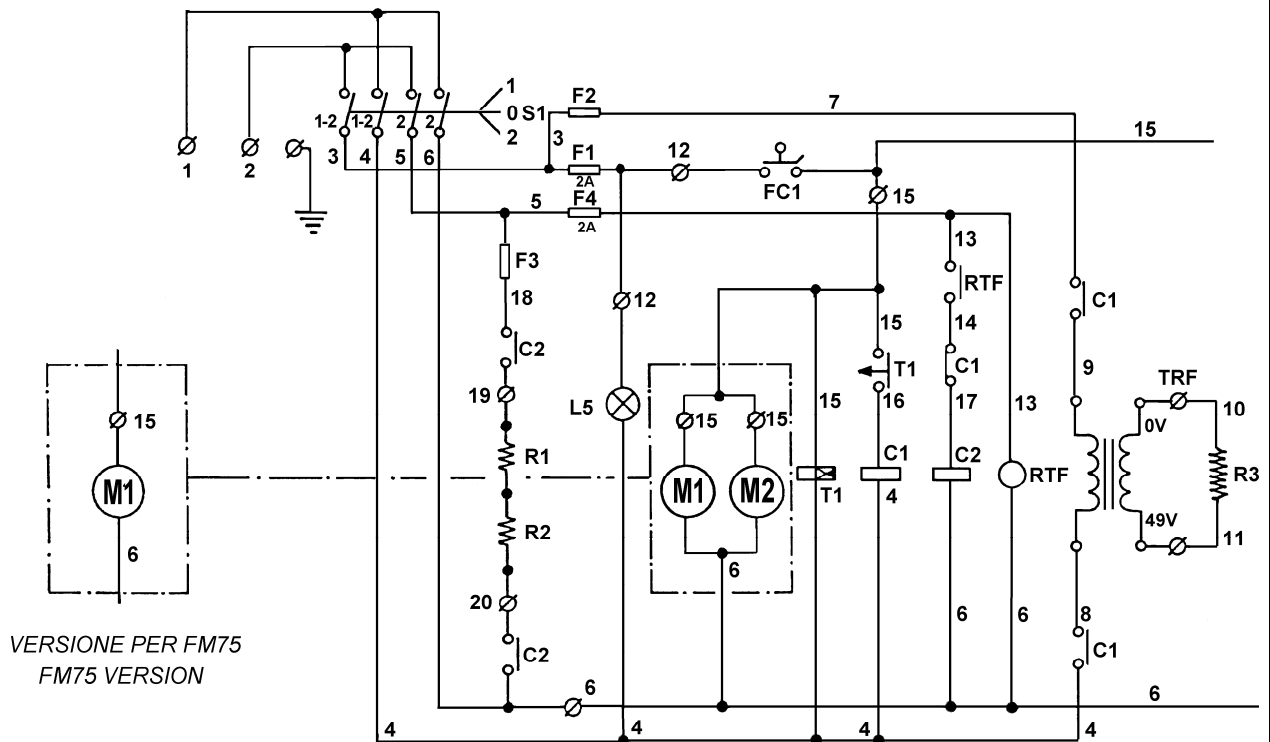 1
0 S1
2
F2
7
1-2 1-2 2 2
3
15
3 4 5 6
F1
2A
12
FC1
1 2
5
F4
2A
15
13
F3
RTF
18
12
C1
15
14
C2
T1
C1
9
TRF
19
L5
15
16
17
13
10
15
15
15
0V
R1
C1
C2
M1
M1 M2
T1
4
RTF
R3
R2
49V
6
6
11
20
6
6
8
VERSIONE PER FM75
FM75 VERSION
C2
C1
6
6
4
4
4
4